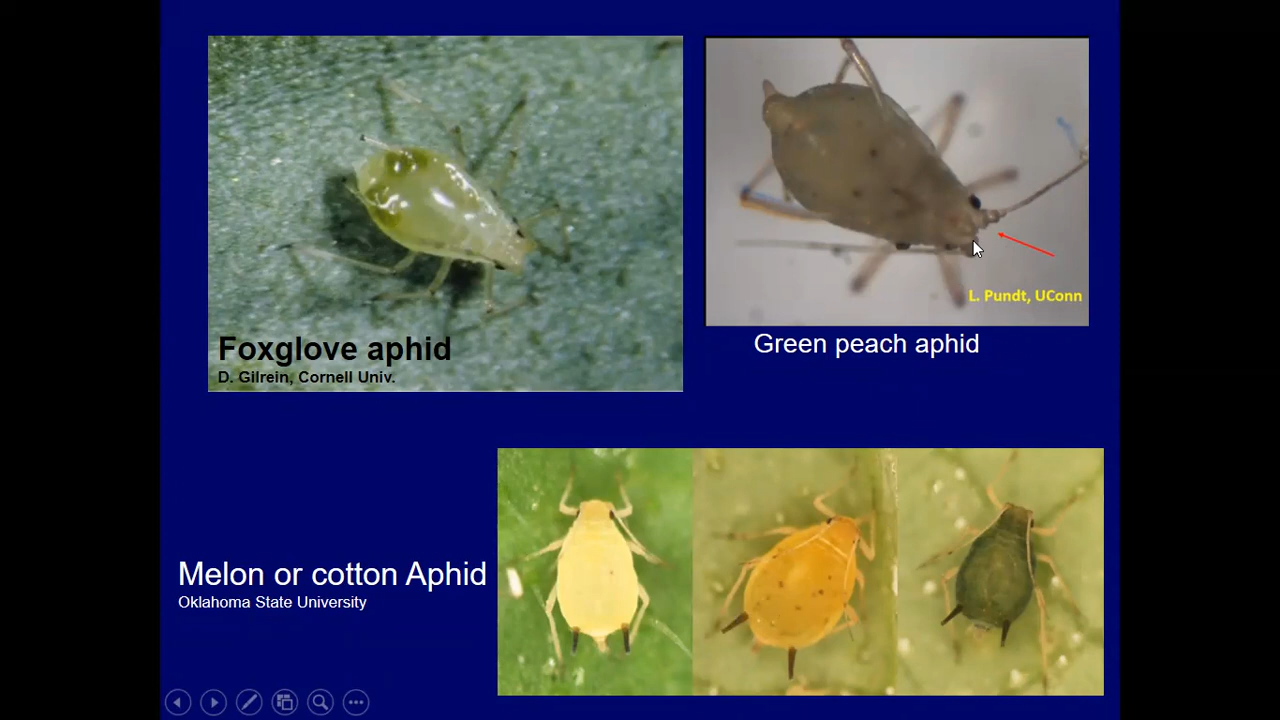 Foxglove aphid
D. Gilrein, Cornell Univ.
L. Pundt, UConn
Green peach aphid
Melon or cotton Aphid
Oklahoma State University